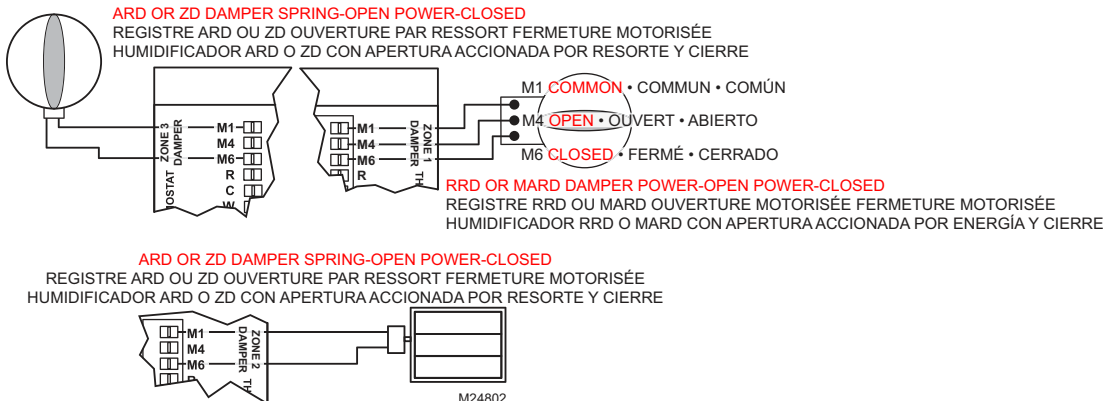 ARD OR ZD DAMPER SPRING-OPEN POWER-CLOSED
REGISTRE ARD OU ZD OUVERTURE PAR RESSORT FERMETURE MOTORISÉE
HUMIDIFICADOR ARD O ZD CON APERTURA ACCIONADA POR RESORTE Y CIERRE
ZONE 3
DAMPER
M1
M4
M6
R
C
W
M1
M4
M6
R
ZONE 1
DAMPER TH
M1 COMMON • COMMUN • COMÚN
M4 OPEN • OUVERT • ABIERTO
M6 CLOSED • FERMÉ • CERRADO
RRD OR MARD DAMPER POWER-OPEN POWER-CLOSED
REGISTRE RRD OU MARD OUVERTURE MOTORISÉE FERMETURE MOTORISÉE
HUMIDIFICADOR RRD O MARD CON APERTURA ACCIONADA POR ENERGÍA Y CIERRE
ARD OR ZD DAMPER SPRING-OPEN POWER-CLOSED
REGISTRE ARD OU ZD OUVERTURE PAR RESSORT FERMETURE MOTORISÉE
HUMIDIFICADOR ARD O ZD CON APERTURA ACCIONADA POR RESORTE Y CIERRE
M1
M4
M6
ZONE 2
DAMPER TH
M24802